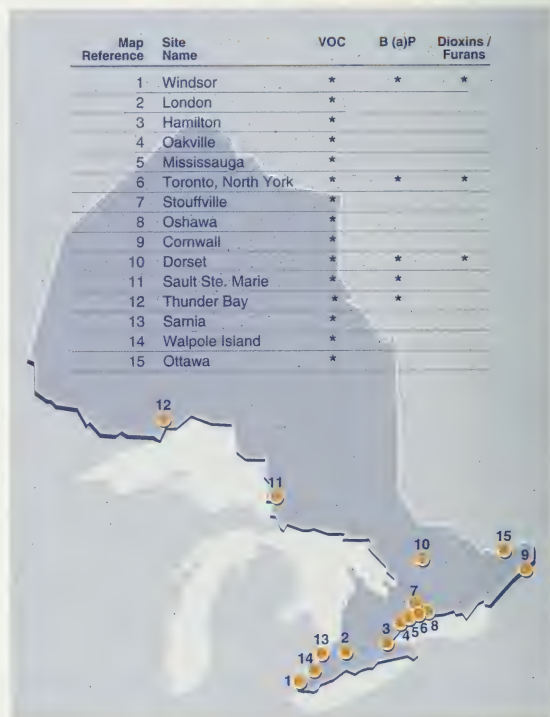 Map Reference Site Name VOC B (a)P Dioxins / Furans
1 Windsor * * *
2 London *
3 Hamilton *
4 Oakville *
5 Mississauga *
6 Toronto, North York * * *
7 Stouffville *
8 Oshawa *
9 Cornwall *
10 Dorset * * *
11 Sault Ste. Marie * *
12 Thunder Bay * *
13 Sarnia *
14 Walpole Island *
15 Ottawa *
12
11
10
15
9
7
3
4 5 6 8
13
2
14
1